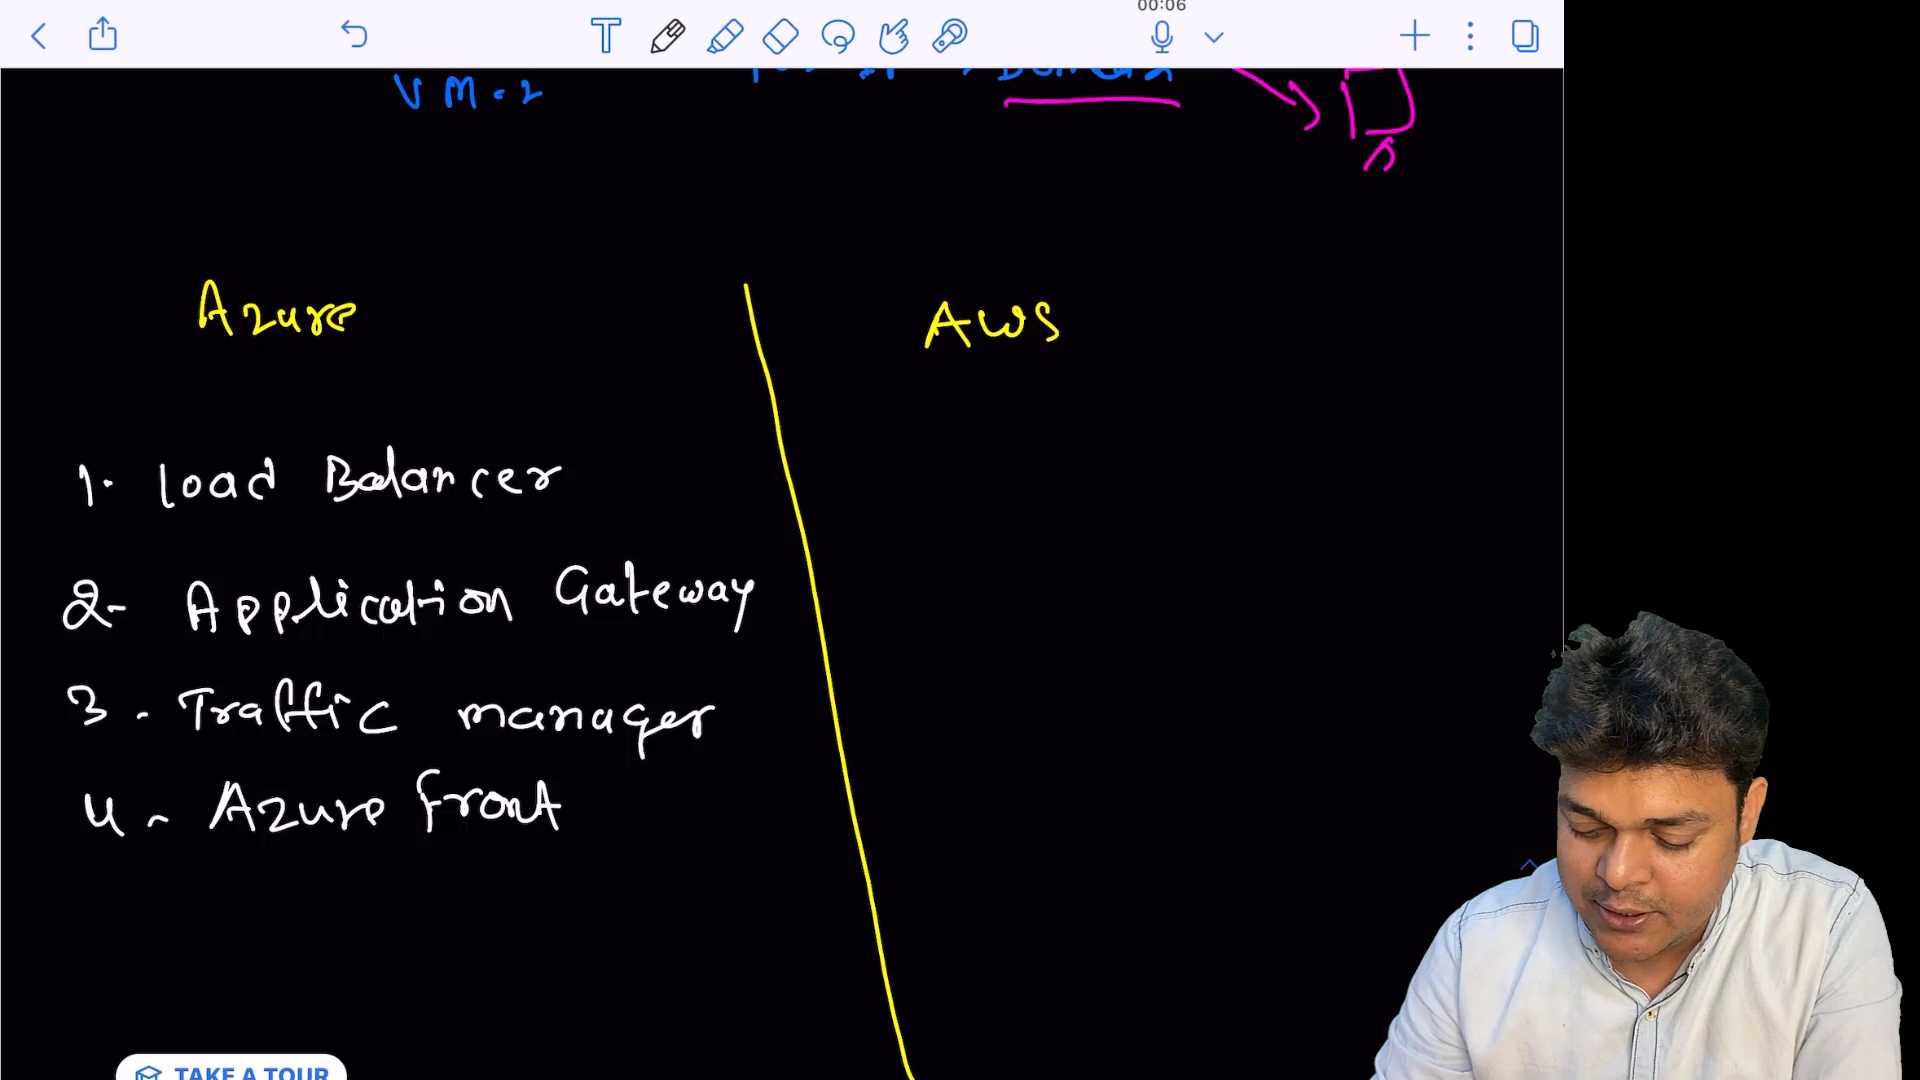 00:06
VM-2
Azure
AWS
1. Load Balancer
2- Application Gateway
3 - Traffic manager
4 - Azure Front
TAKE A TOUR